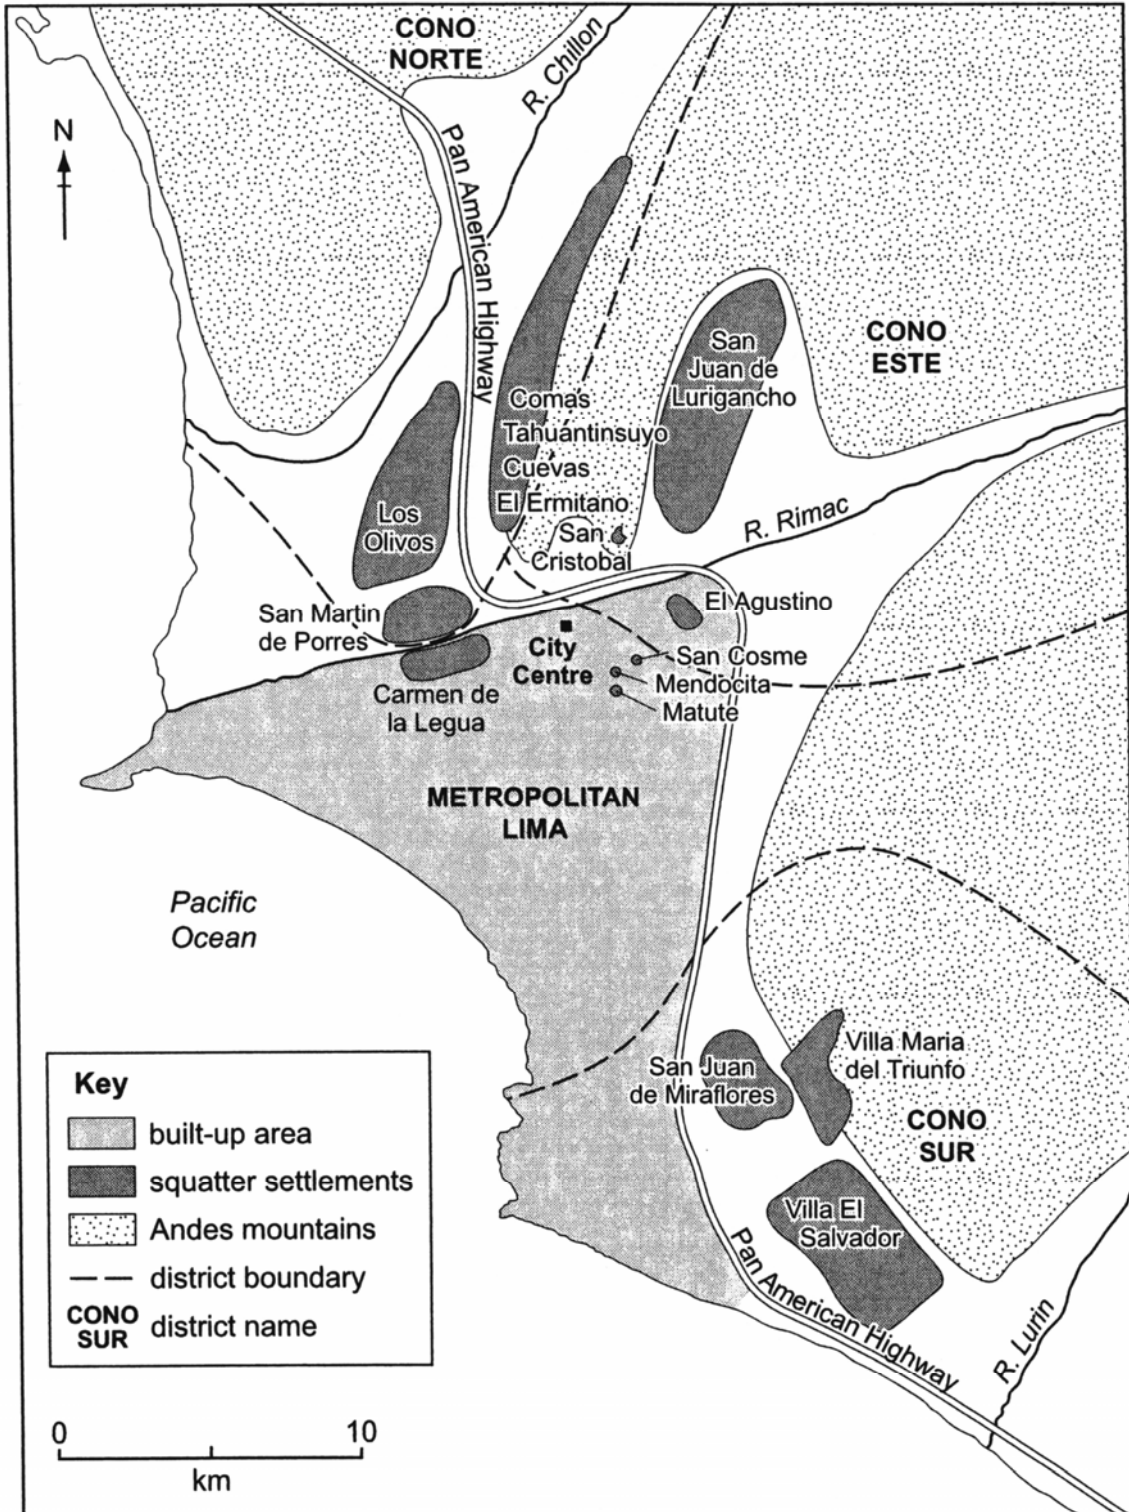 CONO
NORTE
R. Chillon
N
Pan American Highway
CONO
ESTE
San
Juan de
Lurigancho
Comas
Tahuantinsuyo
Cuevas
El Ermitano
Los
Olivos
San
Cristobal
R. Rimac
San Martin
de Porres
El Agustino
City
Centre
San Cosme
Mendocita
Matute
Carmen de
la Legua
METROPOLITAN
LIMA
Pacific
Ocean
San Juan
de Miraflores
Villa Maria
del Triunfo
CONO
SUR
Villa El
Salvador
Pan American Highway
R. Lurin
Key
built-up area
squatter settlements
Andes mountains
district boundary
CONO
SUR
district name
0 10
km